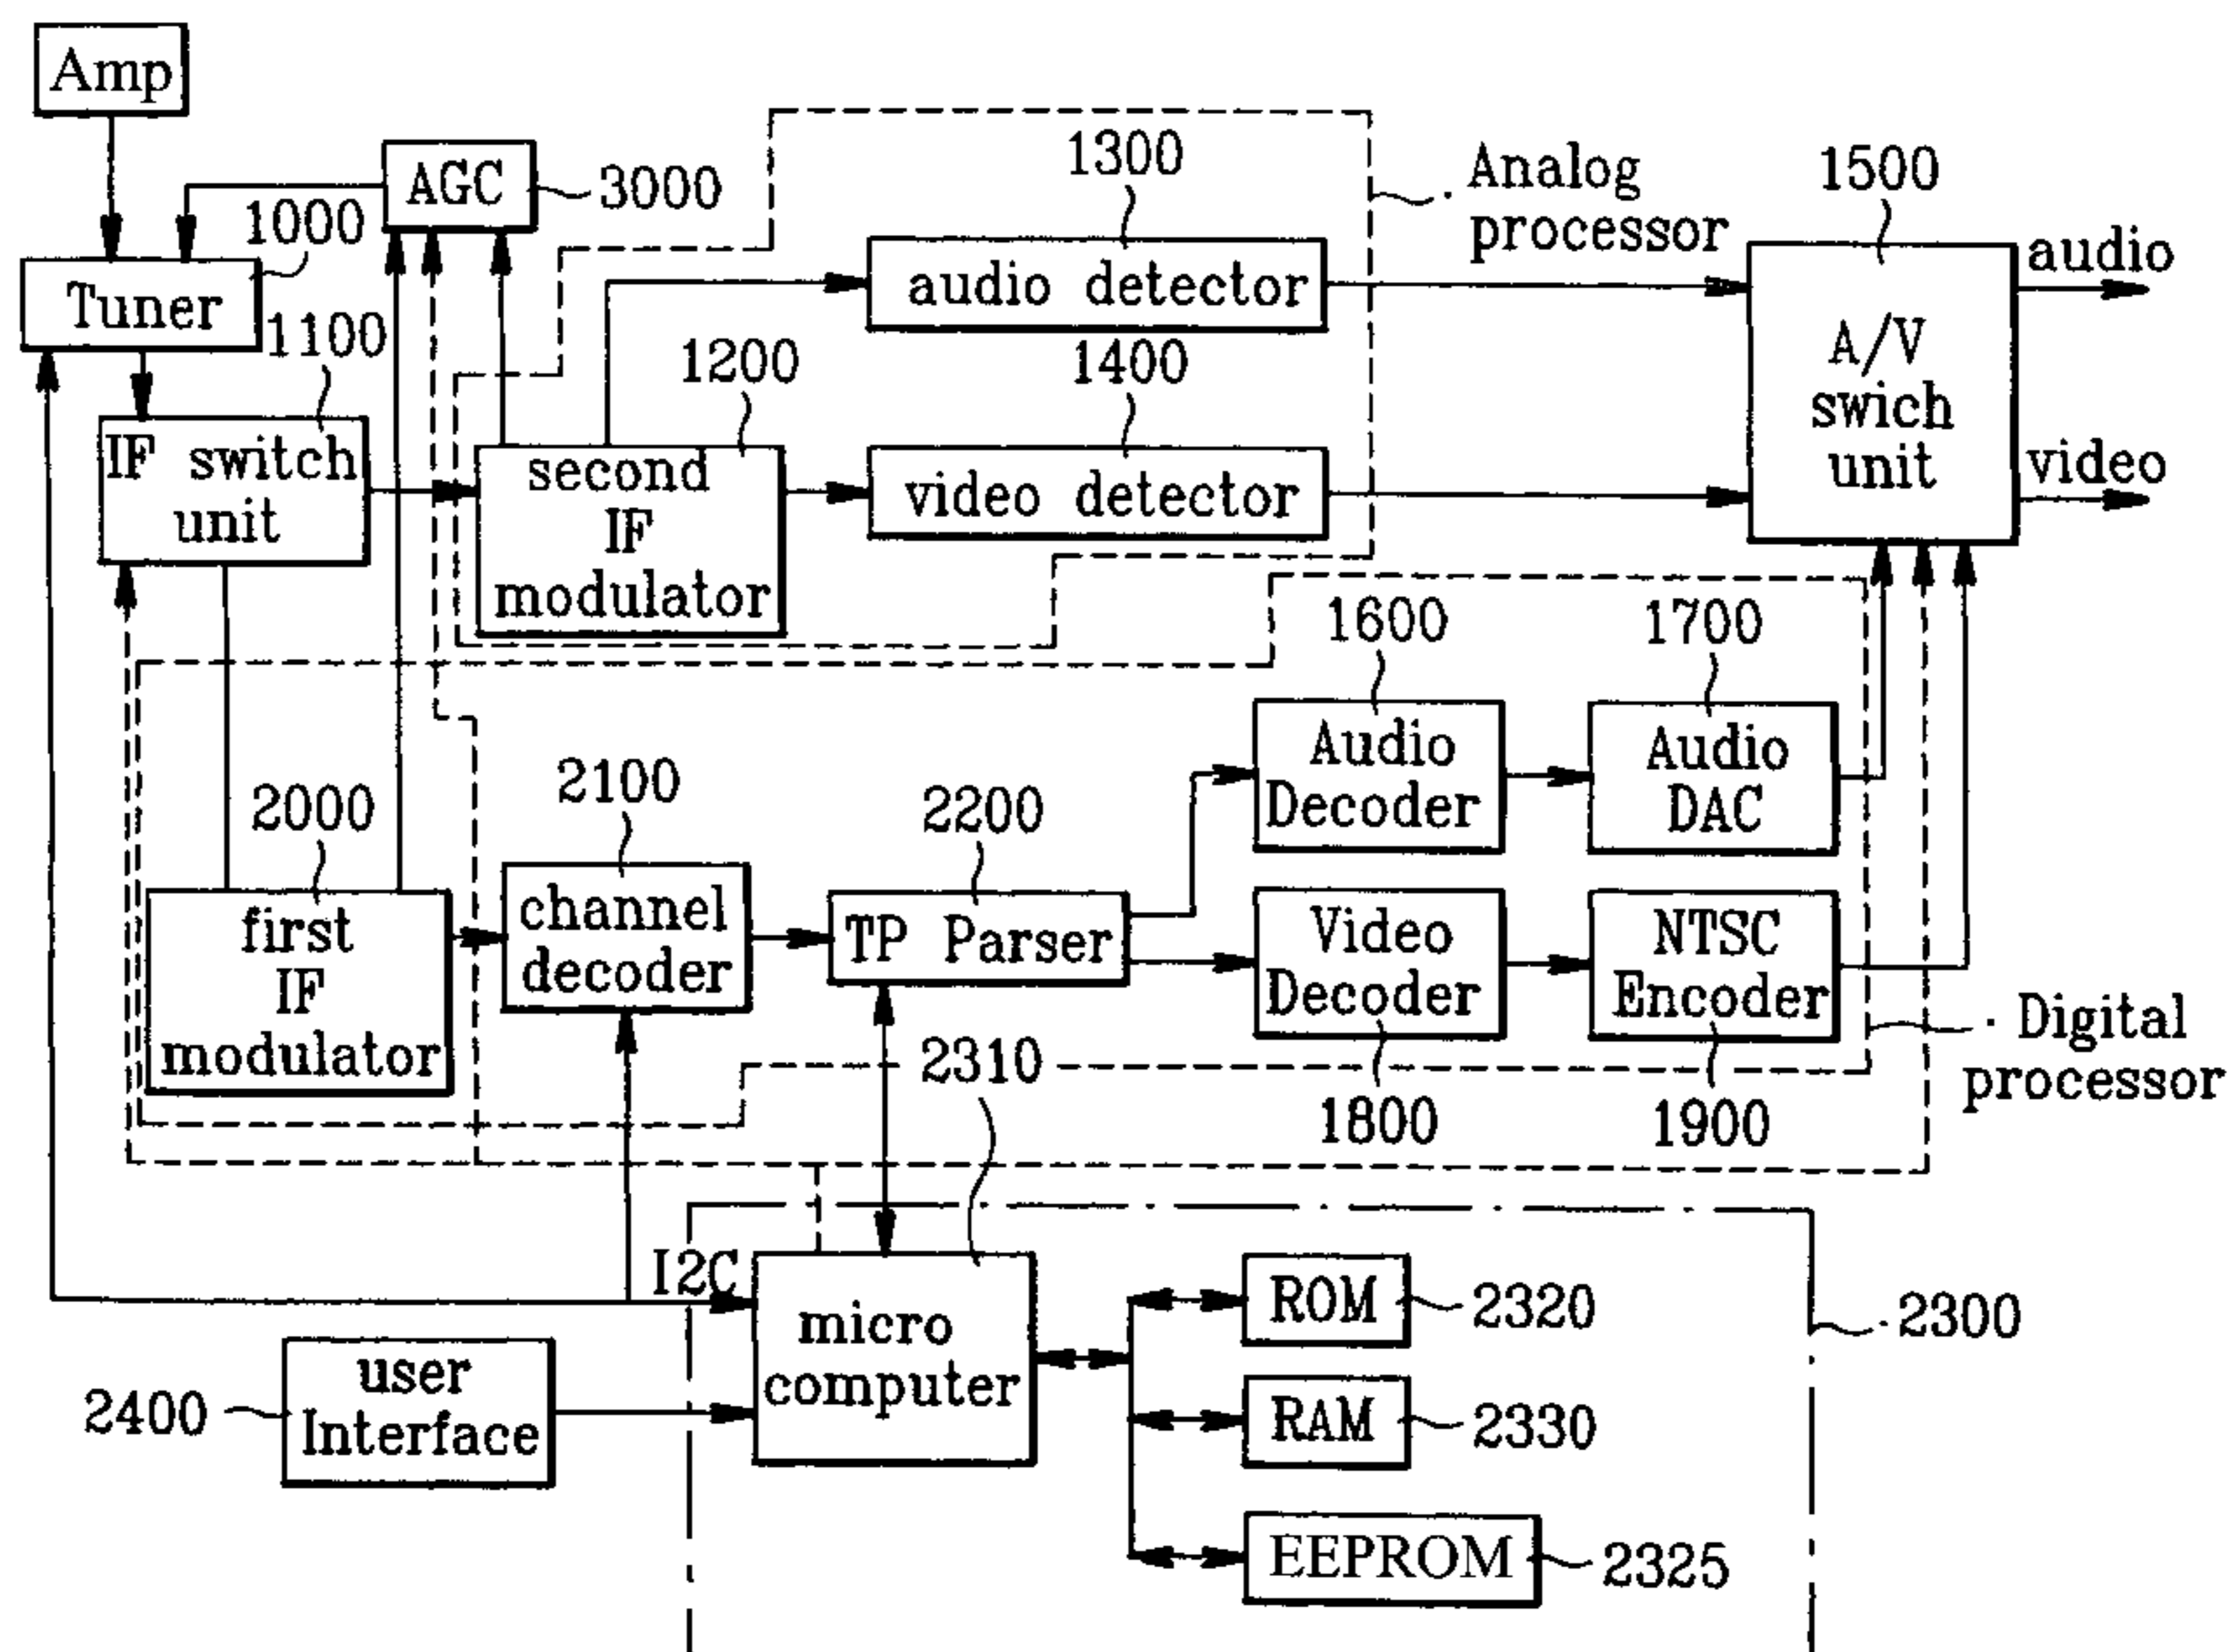 Amp
AGC
3000
1000
Tuner
1100
IF switch
unit
1200
second
IF
modulator
1300
audio detector
1400
video detector
Analog
processor
1500
A/V
swich
unit
audio
video
1600
Audio
Decoder
1700
Audio
DAC
2000
first
IF
modulator
2100
channel
decoder
2200
TP Parser
Video
Decoder
1800
NTSC
Encoder
1900
Digital
processor
2310
I2C
micro
computer
ROM
2320
2300
RAM
2330
EEPROM
2325
2400
user
Interface